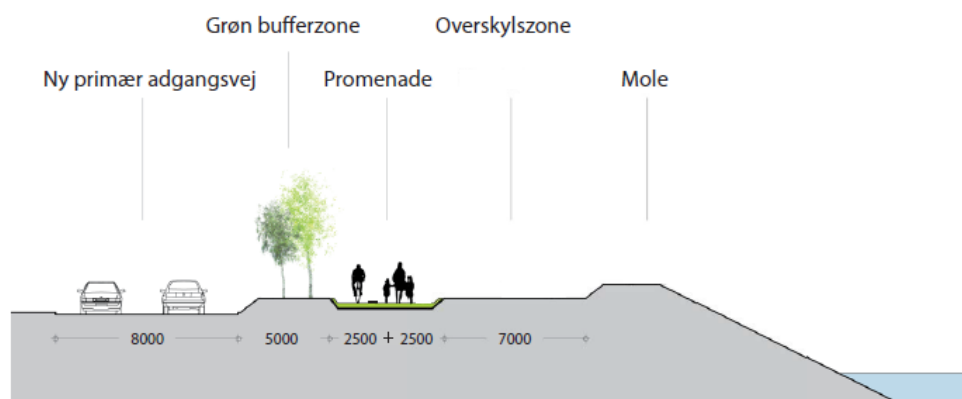 Grøn bufferzone
Overskylszone
Ny primær adgangsvej
Promenade
Mole
8000
5000
2500 + 2500
7000